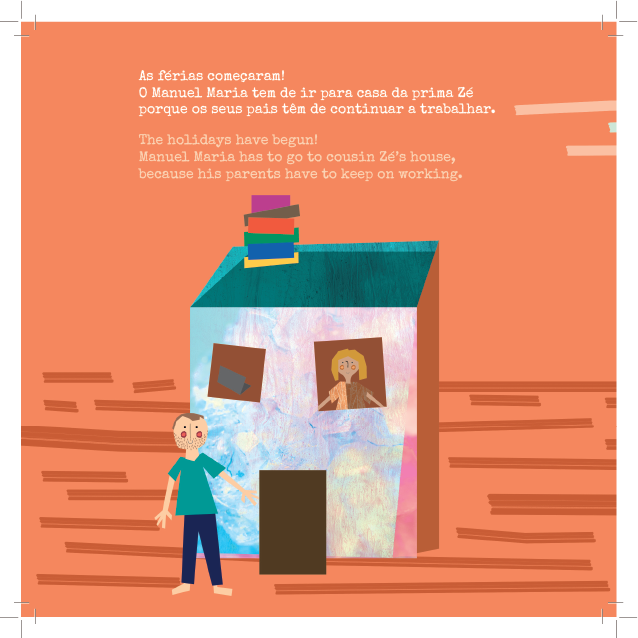 As férias começaram!
O Manuel Maria tem de ir para casa da prima Zé
porque os seus pais têm de continuar a trabalhar.
The holidays have begun!
Manuel Maria has to go to cousin Zé's house,
because his parents have to keep on working.